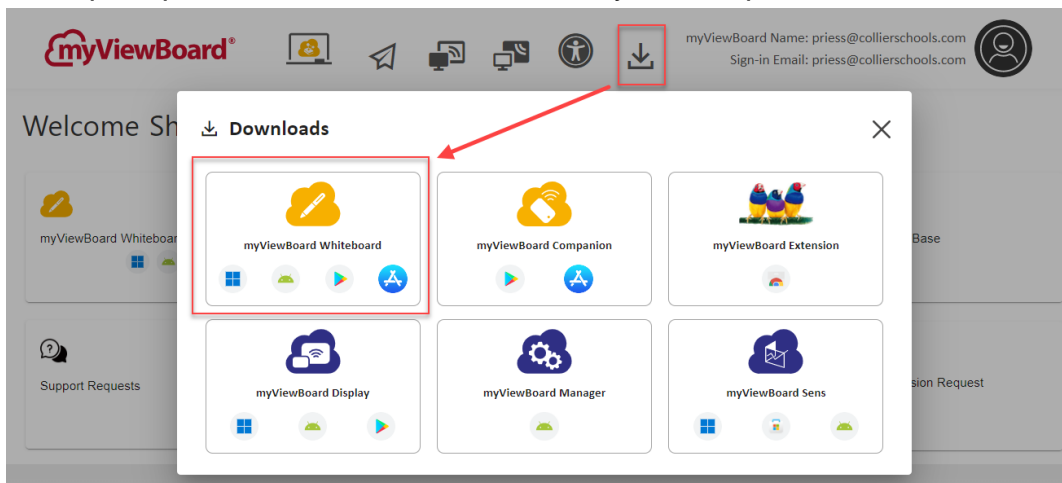 myViewBoard®
myViewBoard Name: priess@collierschools.com
Sign-in Email: priess@collierschools.com
Welcome Sh
Downloads
myViewBoard Whiteboar
Base
myViewBoard Whiteboard
myViewBoard Companion
myViewBoard Extension
Support Requests
sion Request
myViewBoard Display
myViewBoard Manager
myViewBoard Sens